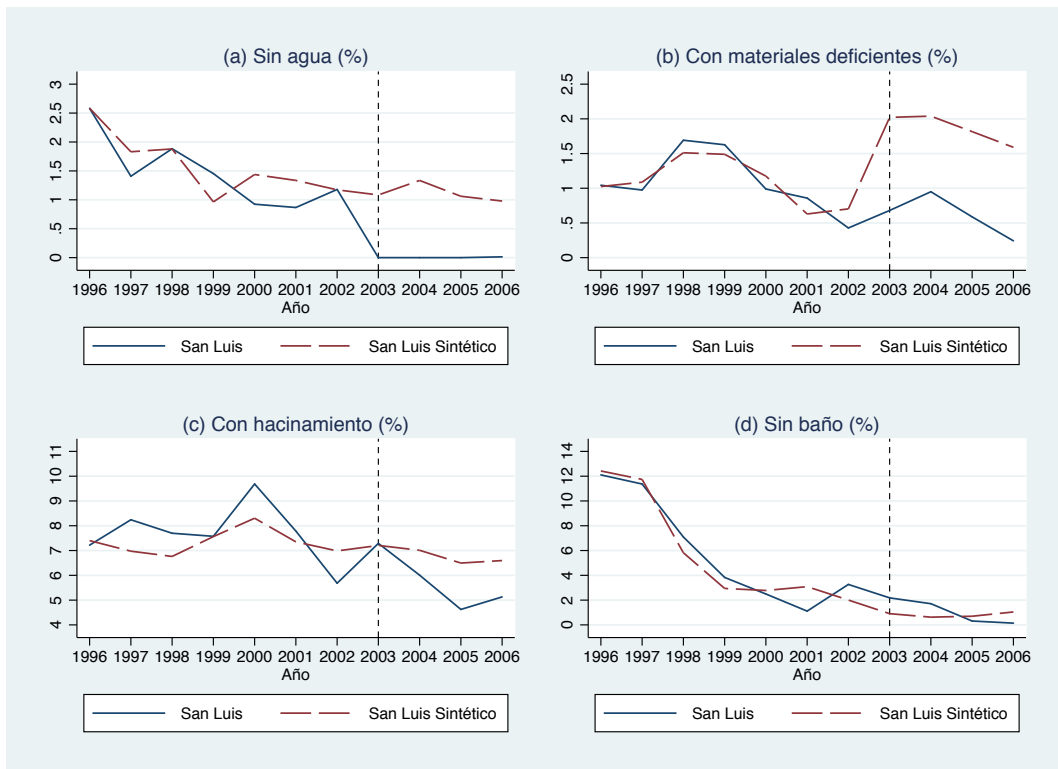 (a) Sin agua (%)
3
2.5
2
1.5
1
.5
0
1996 1997 1998 1999 2000 2001 2002 2003 2004 2005 2006
Año
San Luis San Luis Sintético
(b) Con materiales deficientes (%)
2.5
2
1.5
1
.5
0
1996 1997 1998 1999 2000 2001 2002 2003 2004 2005 2006
Año
San Luis San Luis Sintético
(c) Con hacinamiento (%)
11
10
9
8
7
6
5
4
1996 1997 1998 1999 2000 2001 2002 2003 2004 2005 2006
Año
San Luis San Luis Sintético
(d) Sin baño (%)
14
12
10
8
6
4
2
0
1996 1997 1998 1999 2000 2001 2002 2003 2004 2005 2006
Año
San Luis San Luis Sintético